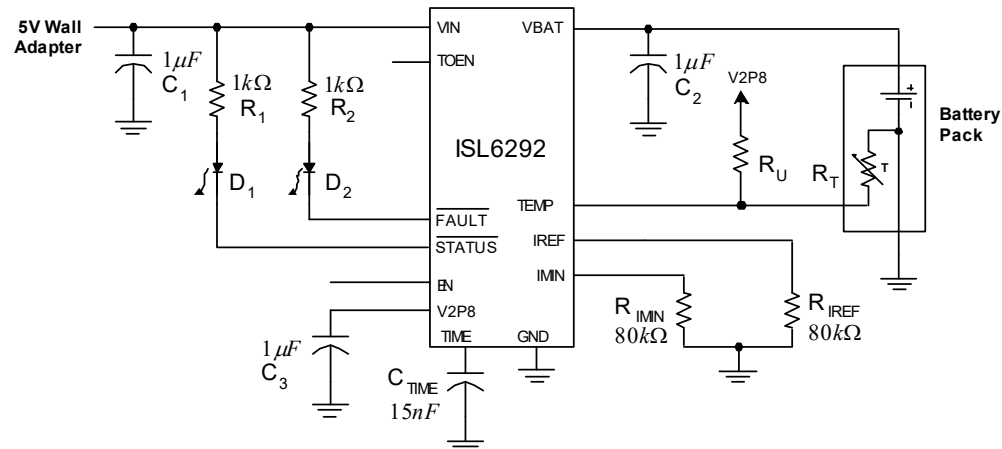 5V Wall
Adapter
1μF
C1
1kΩ
R1
1kΩ
R2
D1
D2
VIN
TOEN
ISL6292
FAULT
STATUS
EN
V2P8
TIME
GND
VBAT
TEMP
IREF
IMIN
1μF
C2
V2P8
RU
RT
T
+
Battery
Pack
RIMIN
80kΩ
RIREF
80kΩ
1μF
C3
CTIME
15nF